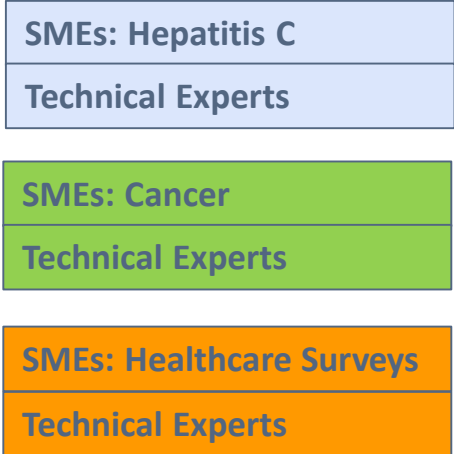 SMEs: Hepatitis C
Technical Experts
SMEs: Cancer
Technical Experts
SMEs: Healthcare Surveys
Technical Experts